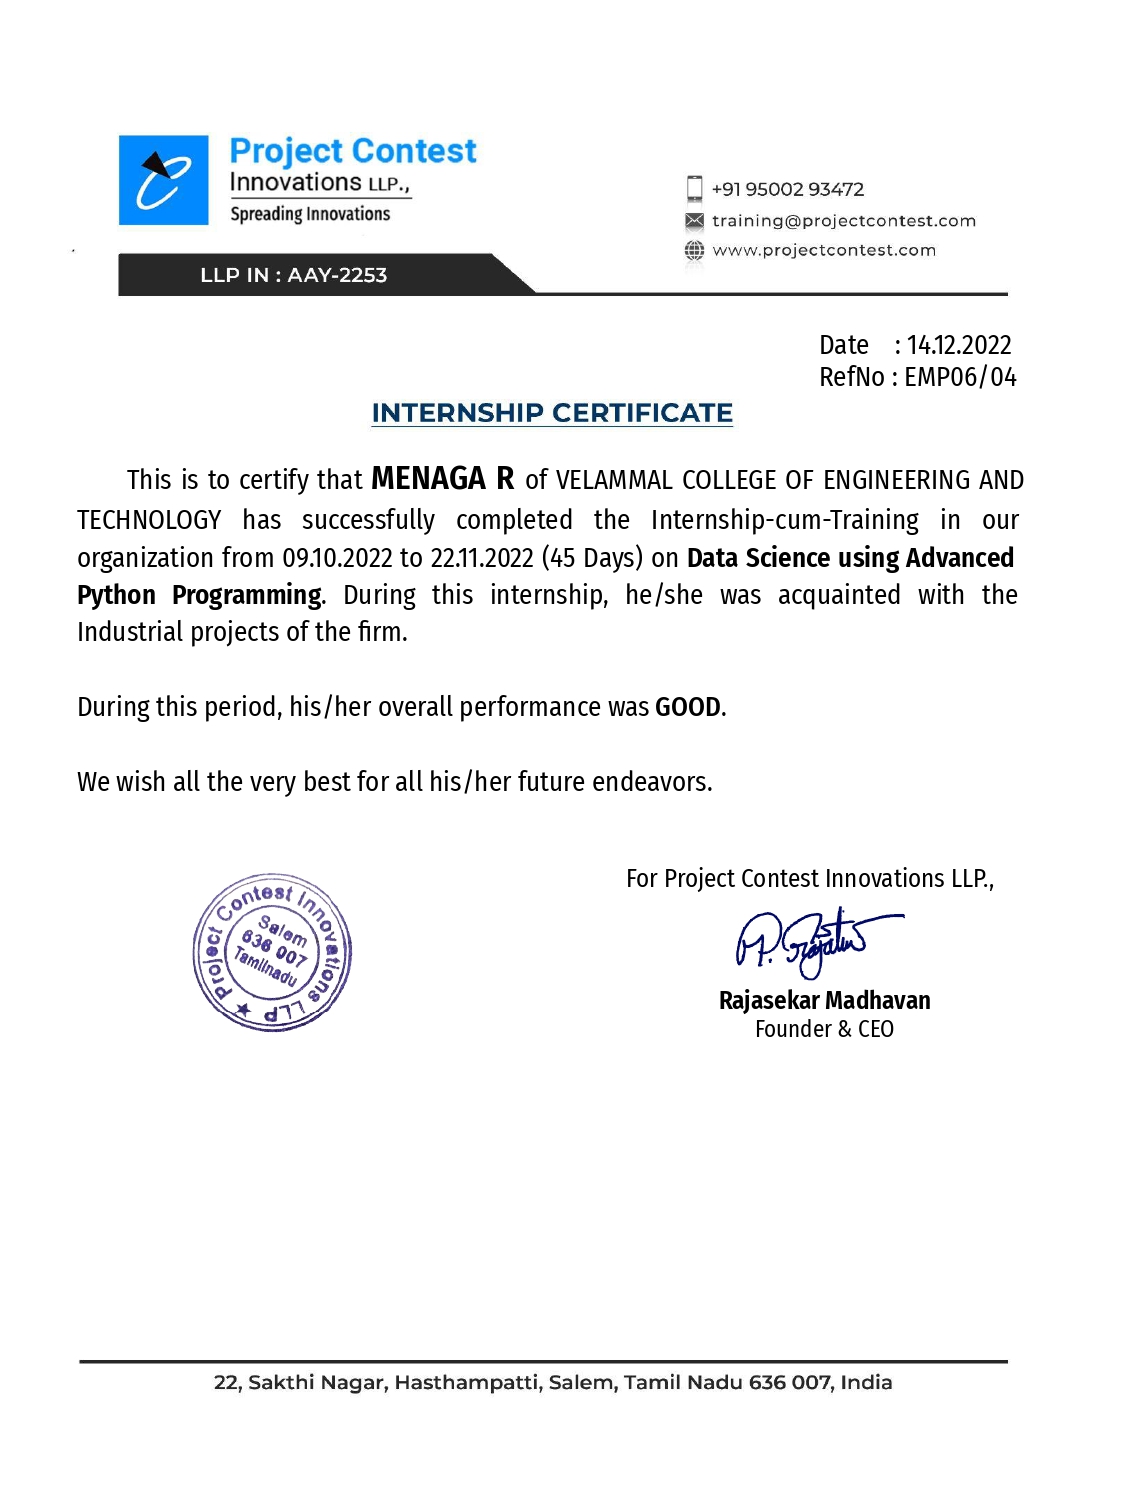 Project Contest
Innovations LLP.,
Spreading Innovations
+91 95002 93472
training@projectcontest.com
www.projectcontest.com
LLP IN : AAY-2253
Date : 14.12.2022
RefNo : EMP06/04
INTERNSHIP CERTIFICATE
This is to certify that MENAGA R of VELAMMAL COLLEGE OF ENGINEERING AND
TECHNOLOGY has successfully completed the Internship-cum-Training in our
organization from 09.10.2022 to 22.11.2022 (45 Days) on Data Science using Advanced
Python Programming. During this internship, he/she was acquainted with the
Industrial projects of the firm.
During this period, his/her overall performance was GOOD.
We wish all the very best for all his/her future endeavors.
Project Contest Innovations LLP
Salem
636 007
Tamilnadu
For Project Contest Innovations LLP.,
Rajasekar Madhavan
Founder & CEO
22, Sakthi Nagar, Hasthampatti, Salem, Tamil Nadu 636 007, India